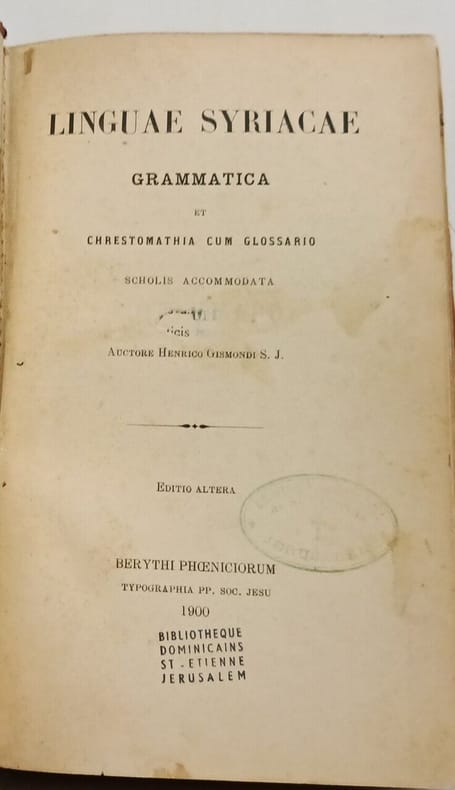 LINGUAE SYRIACAE
GRAMMATICA
ET
CHRESTOMATHIA CUM GLOSSARIO
SCHOLIS ACCOMMODATA
AUCTORE HENRICO GISMONDI S. J.
EDITIO ALTERA
BERYTHI PHŒNICIORUM
TYPOGRAPHIA PP. SOC. JESU
1900
BIBLIOTHEQUE
DOMINICAINS
ST-ETIENNE
JERUSALEM